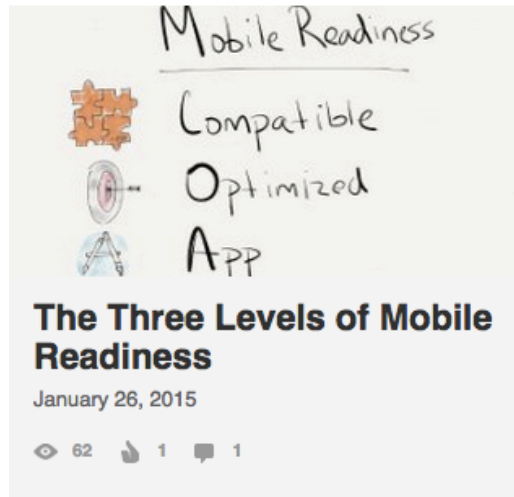 Mobile Readiness
Compatible
Optimized
App
The Three Levels of Mobile
Readiness
January 26, 2015
62 1 1